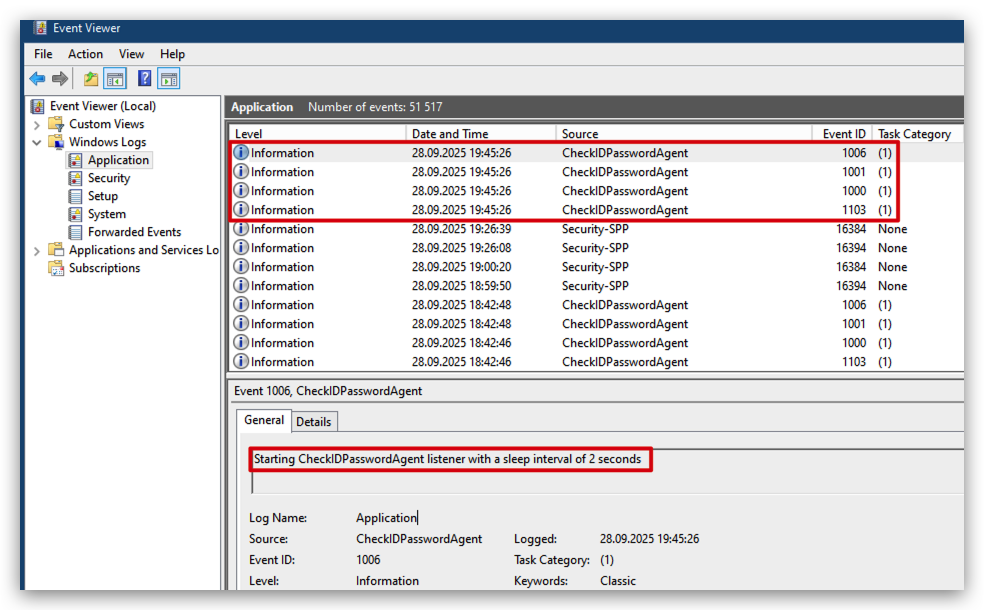 Event Viewer
File Action View Help
Event Viewer (Local)
Custom Views
Windows Logs
Application
Security
Setup
System
Forwarded Events
Applications and Services Lo
Subscriptions
Application Number of events: 51 517
Level Date and Time Source Event ID Task Category
Information 28.09.2025 19:45:26 CheckIDPasswordAgent 1006 (1)
Information 28.09.2025 19:45:26 CheckIDPasswordAgent 1001 (1)
Information 28.09.2025 19:45:26 CheckIDPasswordAgent 1000 (1)
Information 28.09.2025 19:45:26 CheckIDPasswordAgent 1103 (1)
Information 28.09.2025 19:26:39 Security-SPP 16384 None
Information 28.09.2025 19:26:08 Security-SPP 16394 None
Information 28.09.2025 19:00:20 Security-SPP 16384 None
Information 28.09.2025 18:59:50 Security-SPP 16394 None
Information 28.09.2025 18:42:48 CheckIDPasswordAgent 1006 (1)
Information 28.09.2025 18:42:48 CheckIDPasswordAgent 1001 (1)
Information 28.09.2025 18:42:46 CheckIDPasswordAgent 1000 (1)
Information 28.09.2025 18:42:46 CheckIDPasswordAgent 1103 (1)
Event 1006, CheckIDPasswordAgent
General Details
Starting CheckIDPasswordAgent listener with a sleep interval of 2 seconds
Log Name: Application
Source: CheckIDPasswordAgent Logged: 28.09.2025 19:45:26
Event ID: 1006 Task Category: (1)
Level: Information Keywords: Classic